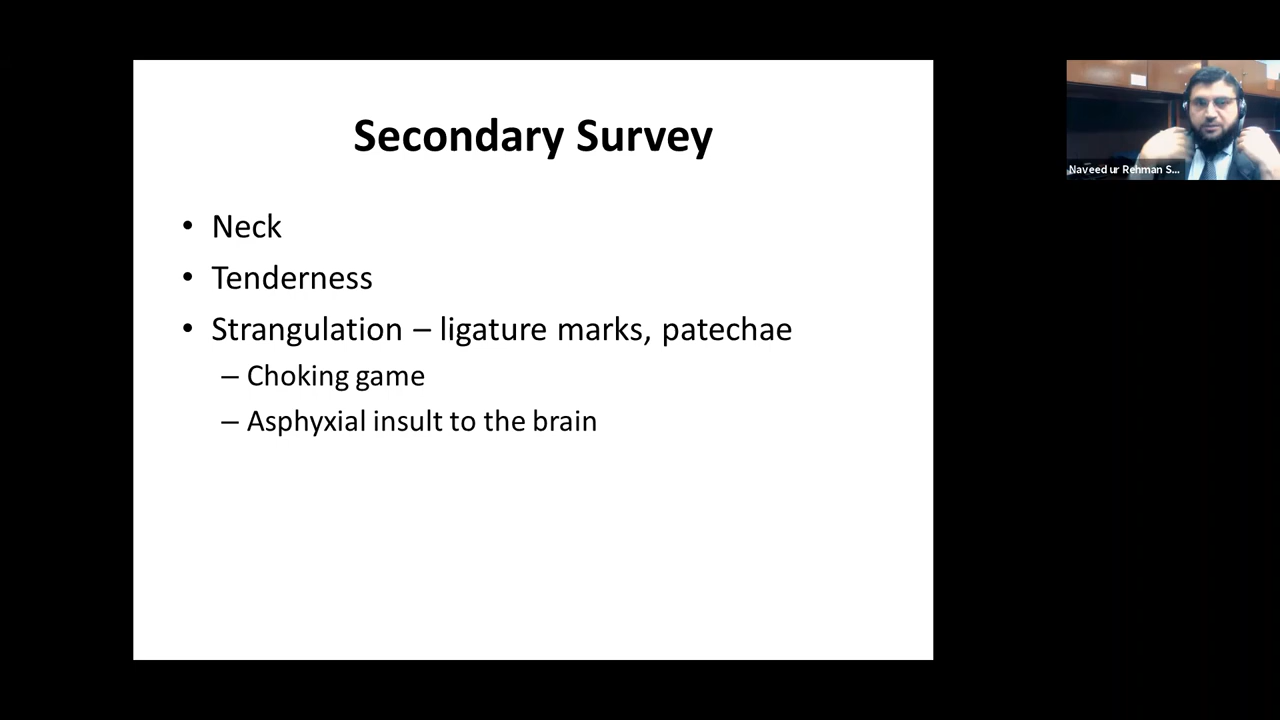 Secondary Survey
• Neck
• Tenderness
• Strangulation – ligature marks, patechae
– Choking game
– Asphyxial insult to the brain
Naveed ur Rehman S...